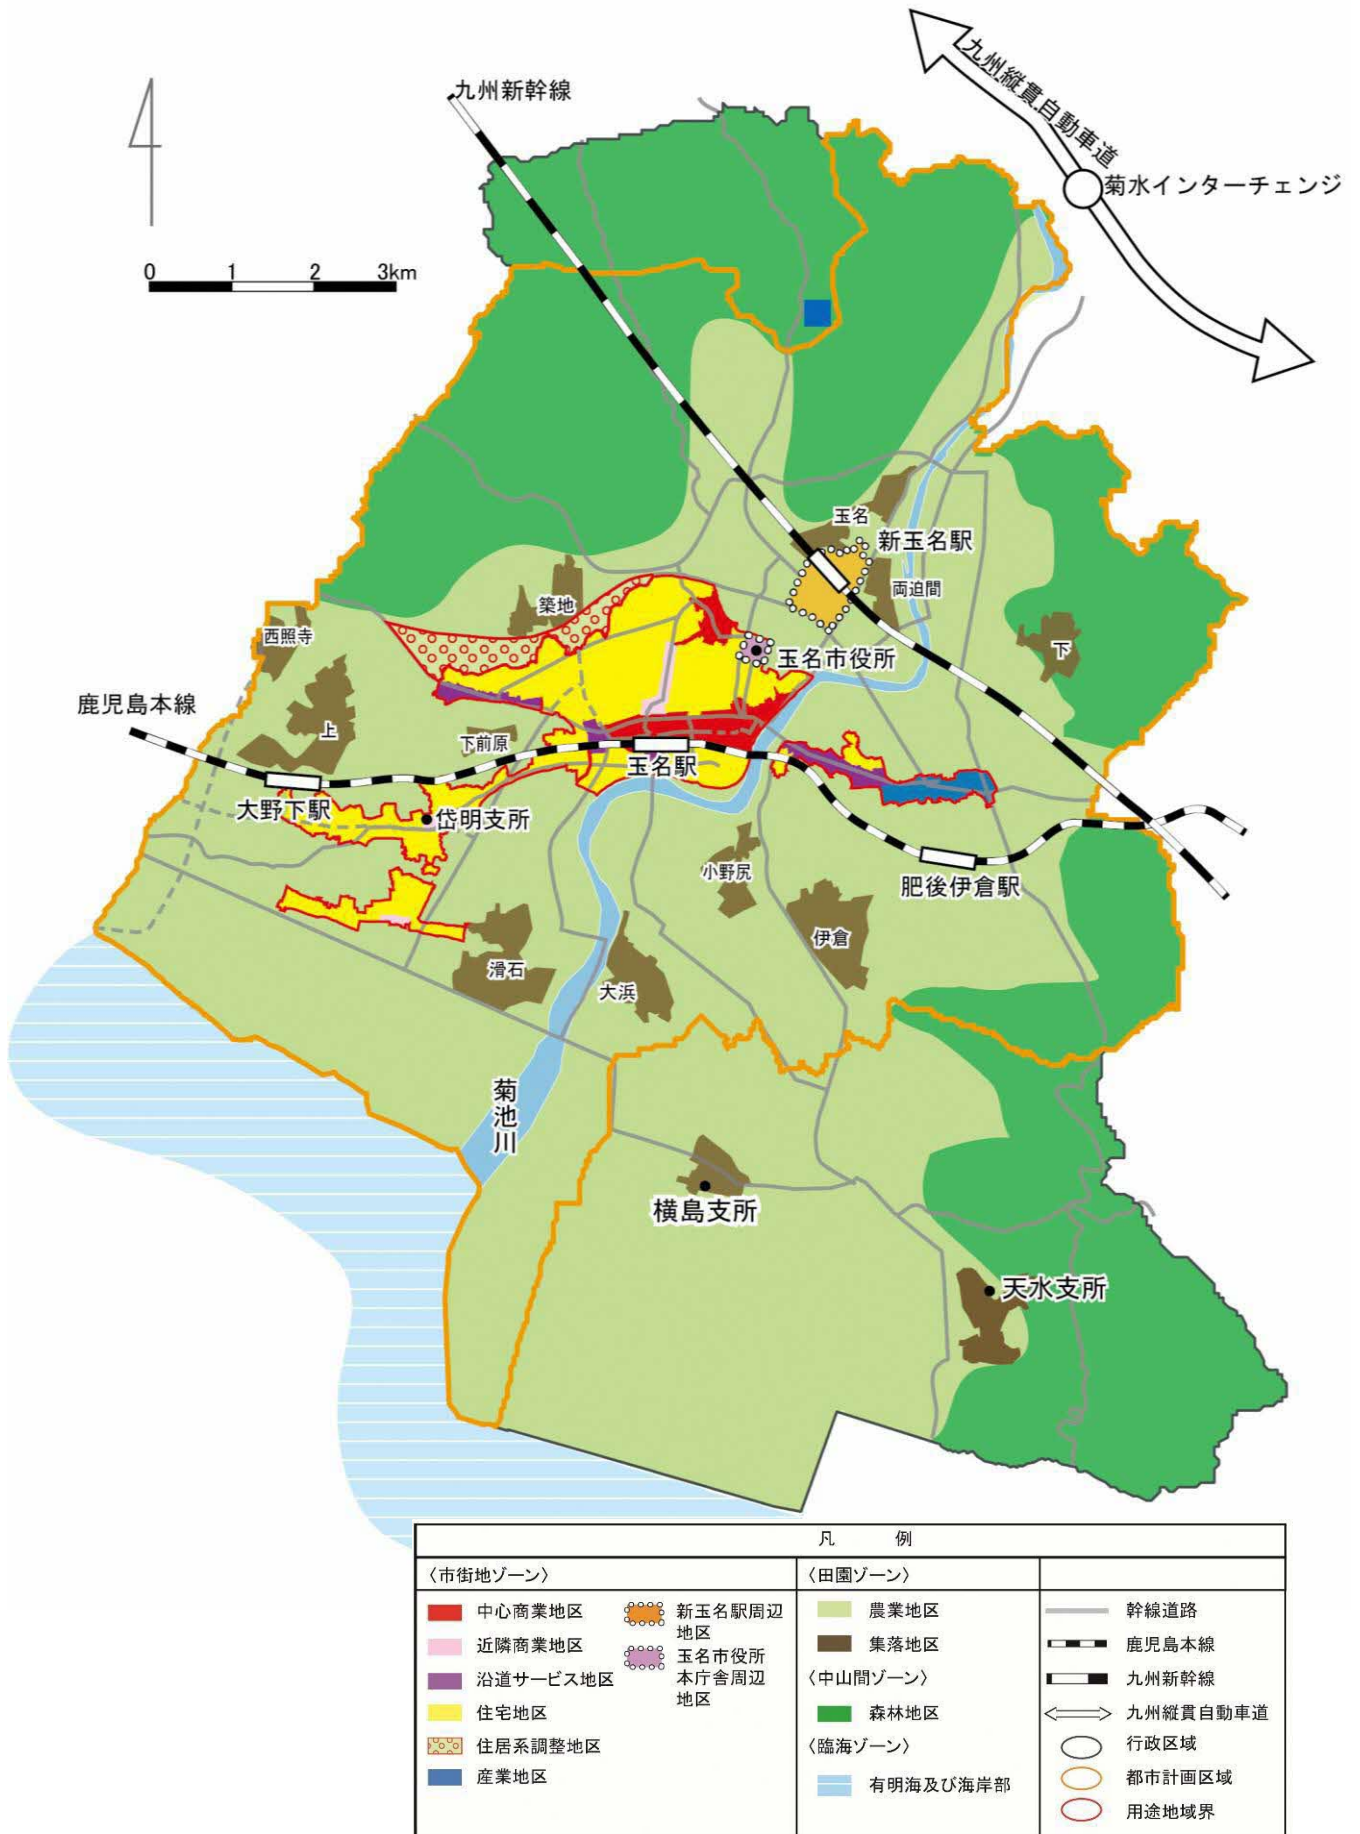 九州新幹線
九州縦貫自動車道
菊水インターチェンジ
0 1 2 3km
玉名
新玉名駅
両迫間
築地
西照寺
玉名市役所
下
鹿児島本線
上
下前原
玉名駅
大野下駅
岱明支所
小野尻
肥後伊倉駅
伊倉
滑石
大浜
菊池川
横島支所
天水支所
凡 例
〈市街地ゾーン〉
中心商業地区
近隣商業地区
沿道サービス地区
住宅地区
住居系調整地区
産業地区
新玉名駅周辺
地区
玉名市役所
本庁舎周辺
地区
〈田園ゾーン〉
農業地区
集落地区
〈中山間ゾーン〉
森林地区
〈臨海ゾーン〉
有明海及び海岸部
幹線道路
鹿児島本線
九州新幹線
九州縦貫自動車道
行政区域
都市計画区域
用途地域界